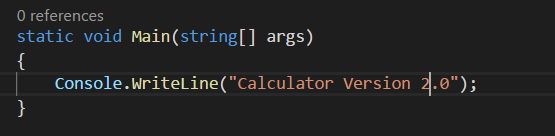 0 references
static void Main(string[] args)
{
    Console.WriteLine("Calculator Version 2.0");
}